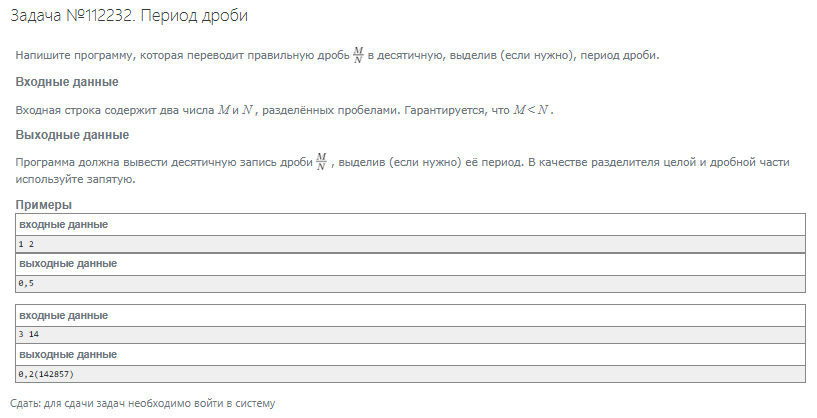 Задача №112232. Период дроби
Напишите программу, которая переводит правильную дробь M/N в десятичную, выделив (если нужно), период дроби.
Входные данные
Входная строка содержит два числа M и N , разделённых пробелами. Гарантируется, что M < N .
Выходные данные
Программа должна вывести десятичную запись дроби M/N , выделив (если нужно) её период. В качестве разделителя целой и дробной части
используйте запятую.
Примеры
входные данные
1 2
выходные данные
0,5
входные данные
3 14
выходные данные
0,2(142857)
Сдать: для сдачи задач необходимо войти в систему